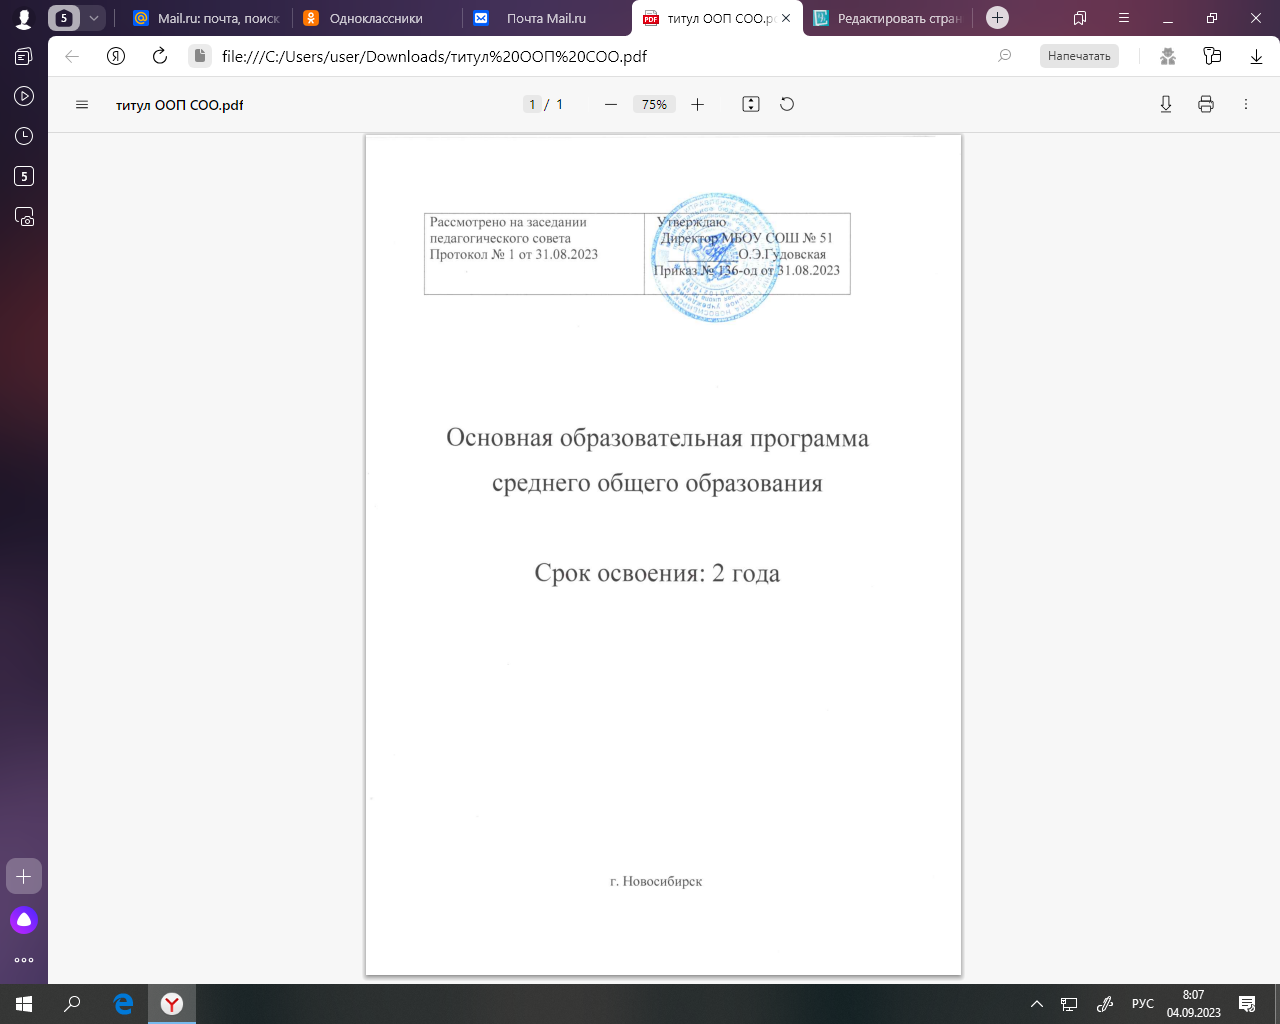 5
Mail.ru: почта, поиск
Одноклассники
Почта Mail.ru
титул ООП СОО.pd
Редактировать стран
file:///C:/Users/user/Downloads/титул%20ООП%20СОО.pdf
Напечатать
5
титул ООП СОО.pdf
1 / 1
75%
Рассмотрено на заседании
педагогического совета
Протокол № 1 от 31.08.2023
Утверждаю
Директор МБОУ СОШ № 51
О.Э.Гудовская
Приказ № 136-од от 31.08.2023
Основная образовательная программа
среднего общего образования
Срок освоения: 2 года
г. Новосибирск
РУС
8:07
04.09.2023